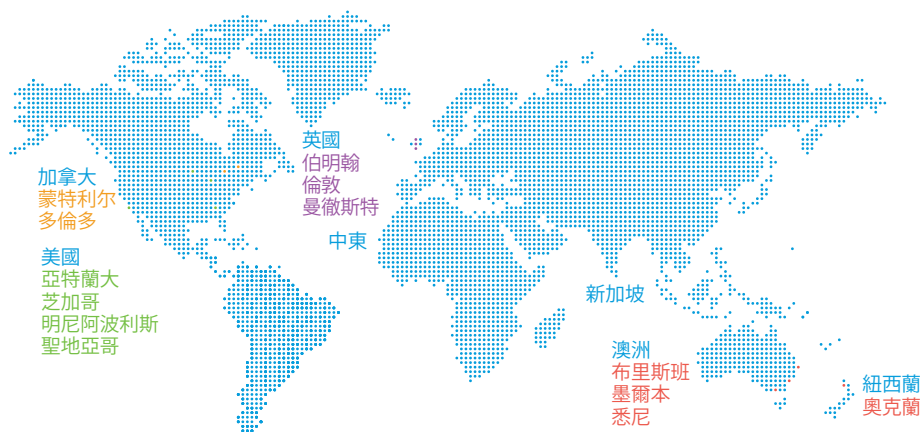 加拿大
蒙特利尔
多倫多
美國
亞特蘭大
芝加哥
明尼阿波利斯
聖地亞哥
英國
伯明翰
倫敦
曼徹斯特
中東
新加坡
澳洲
布里斯班
墨爾本
悉尼
紐西蘭
奧克蘭